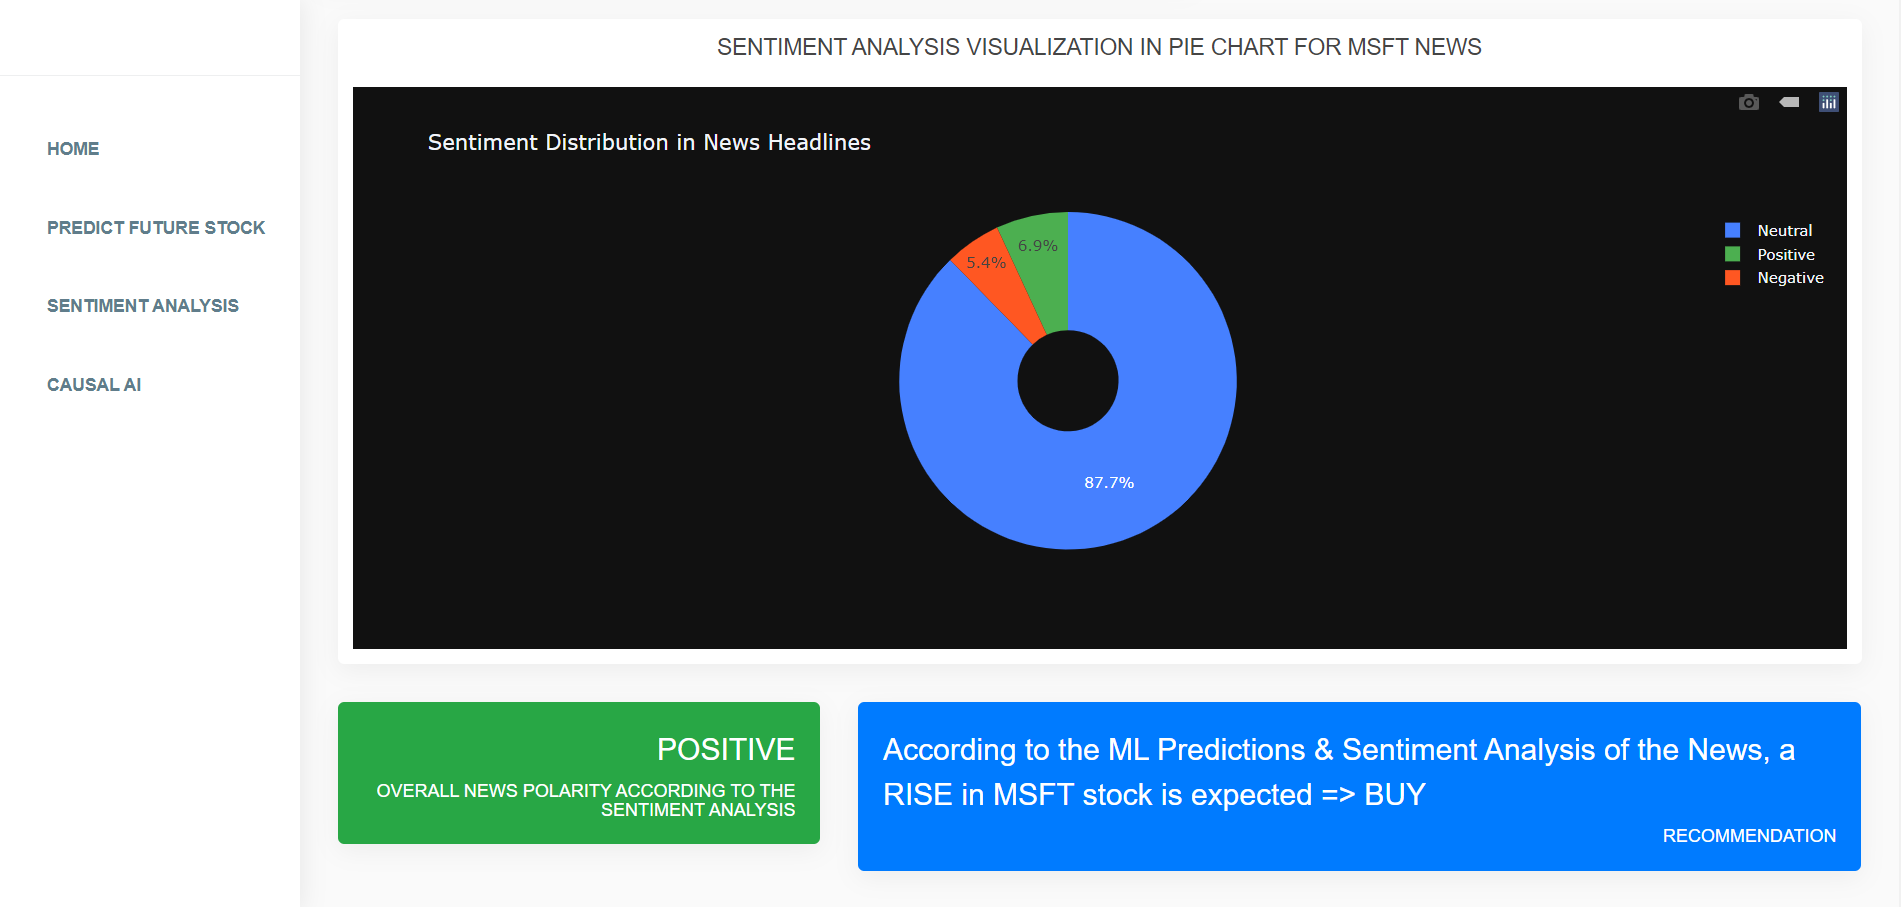 HOME
PREDICT FUTURE STOCK
SENTIMENT ANALYSIS
CAUSAL AI
SENTIMENT ANALYSIS VISUALIZATION IN PIE CHART FOR MSFT NEWS
Sentiment Distribution in News Headlines
6.9%
5.4%
87.7%
Neutral
Positive
Negative
POSITIVE
OVERALL NEWS POLARITY ACCORDING TO THE
SENTIMENT ANALYSIS
According to the ML Predictions & Sentiment Analysis of the News, a
RISE in MSFT stock is expected => BUY
RECOMMENDATION